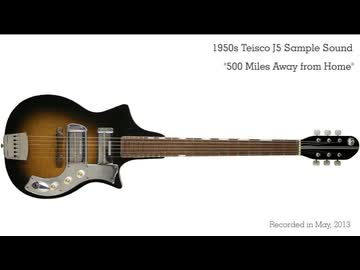 1950s Teisco J5 Sample Sound
"500 Miles Away from Home"
Recorded in May, 2013